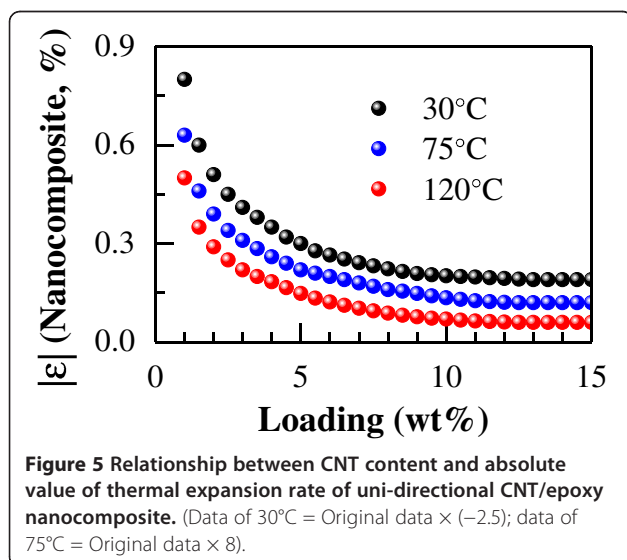 0.9
0.6
0.3
0.0
|ε| (Nanocomposite, %)
30°C
75°C
120°C
0 5 10 15
Loading (wt%)
Figure 5 Relationship between CNT content and absolute
value of thermal expansion rate of uni-directional CNT/epoxy
nanocomposite. (Data of 30°C = Original data × (−2.5); data of
75°C = Original data × 8).